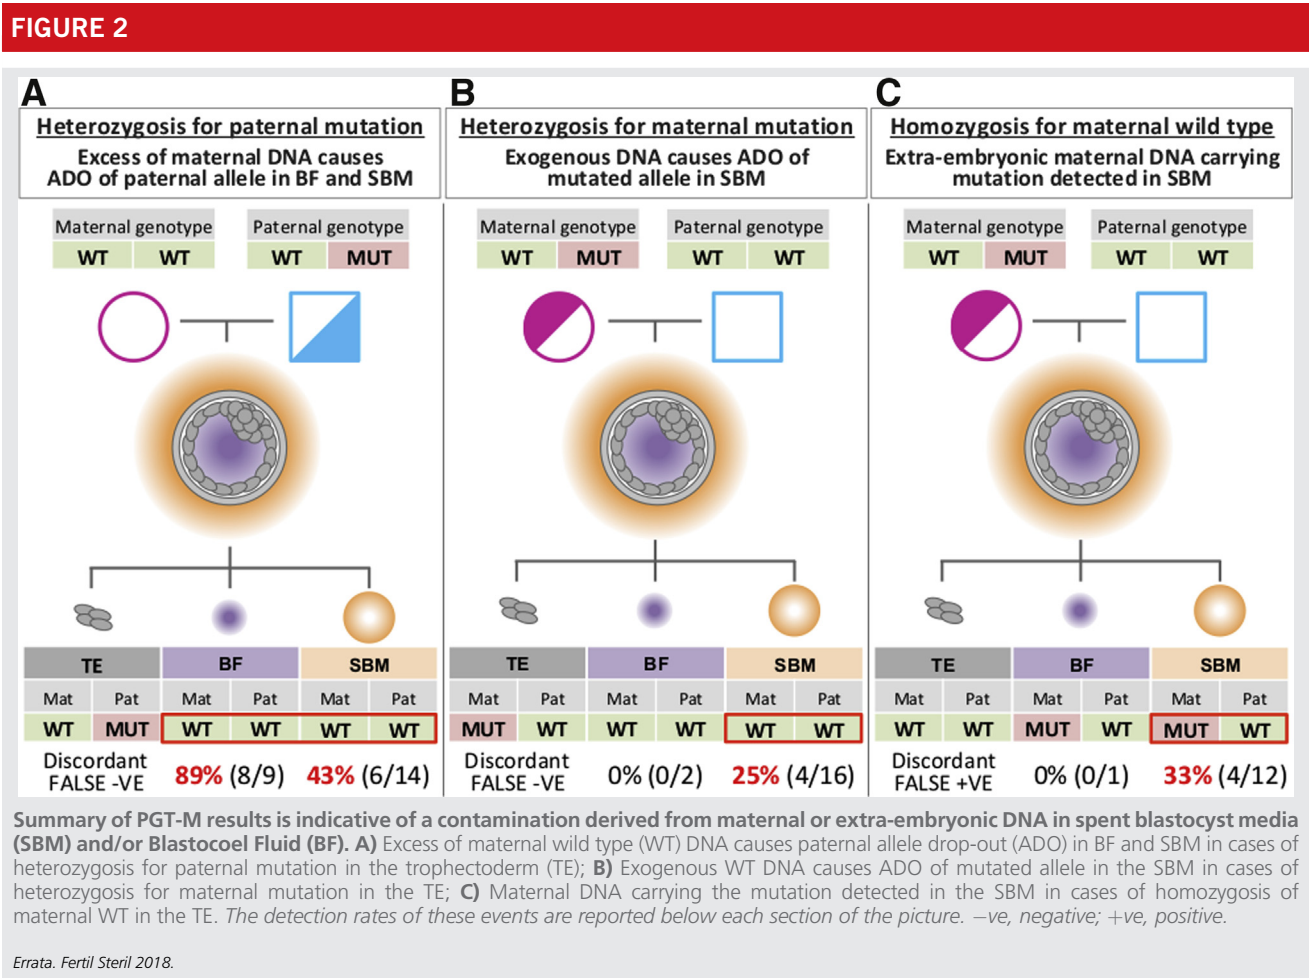 FIGURE 2
A
Heterozygosis for paternal mutation
Excess of maternal DNA causes
ADO of paternal allele in BF and SBM
Maternal genotype Paternal genotype
WT WT WT MUT
TE BF SBM
Mat Pat Mat Pat Mat Pat
WT MUT WT WT WT WT
Discordant
FALSE -VE 89% (8/9) 43% (6/14)
B
Heterozygosis for maternal mutation
Exogenous DNA causes ADO of
mutated allele in SBM
Maternal genotype Paternal genotype
WT MUT WT WT
TE BF SBM
Mat Pat Mat Pat Mat Pat
MUT WT WT WT WT WT
Discordant
FALSE -VE 0% (0/2) 25% (4/16)
C
Homozygosis for maternal wild type
Extra-embryonic maternal DNA carrying
mutation detected in SBM
Maternal genotype Paternal genotype
WT MUT WT WT
TE BF SBM
Mat Pat Mat Pat Mat Pat
WT WT MUT WT MUT WT
Discordant
FALSE +VE 0% (0/1) 33% (4/12)
Summary of PGT-M results is indicative of a contamination derived from maternal or extra-embryonic DNA in spent blastocyst media
(SBM) and/or Blastocoel Fluid (BF). A) Excess of maternal wild type (WT) DNA causes paternal allele drop-out (ADO) in BF and SBM in cases of
heterozygosis for paternal mutation in the trophectoderm (TE); B) Exogenous WT DNA causes ADO of mutated allele in the SBM in cases of
heterozygosis for maternal mutation in the TE; C) Maternal DNA carrying the mutation detected in the SBM in cases of homozygosis of
maternal WT in the TE. The detection rates of these events are reported below each section of the picture. −ve, negative; +ve, positive.
Errata. Fertil Steril 2018.